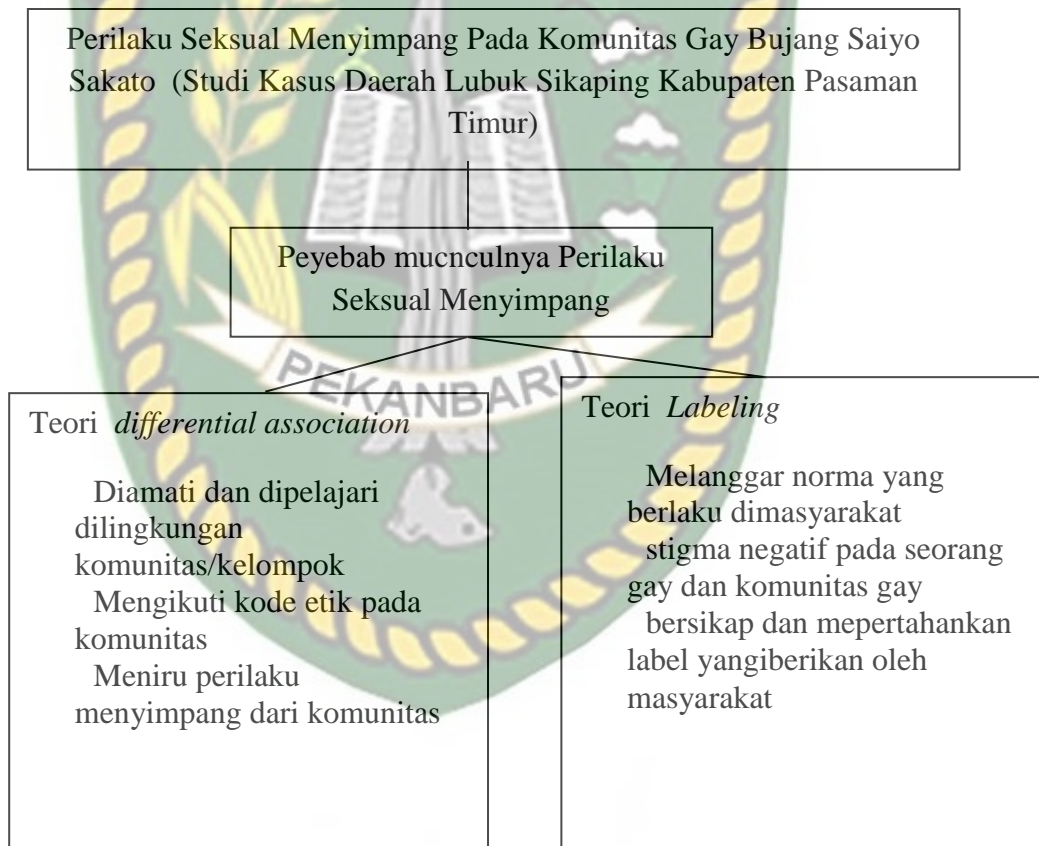 Perilaku Seksual Menyimpang Pada Komunitas Gay Bujang Saiyo
Sakato (Studi Kasus Daerah Lubuk Sikaping Kabupaten Pasaman
Timur)
Peyebab mucnculnya Perilaku
Seksual Menyimpang
PEKANBARU
Teori differential association
Diamati dan dipelajari
dilingkungan
komunitas/kelompok
Mengikuti kode etik pada
komunitas
Meniru perilaku
menyimpang dari komunitas
Teori Labeling
Melanggar norma yang
berlaku dimasyarakat
stigma negatif pada seorang
gay dan komunitas gay
bersikap dan mepertahankan
label yangiberikan oleh
masyarakat